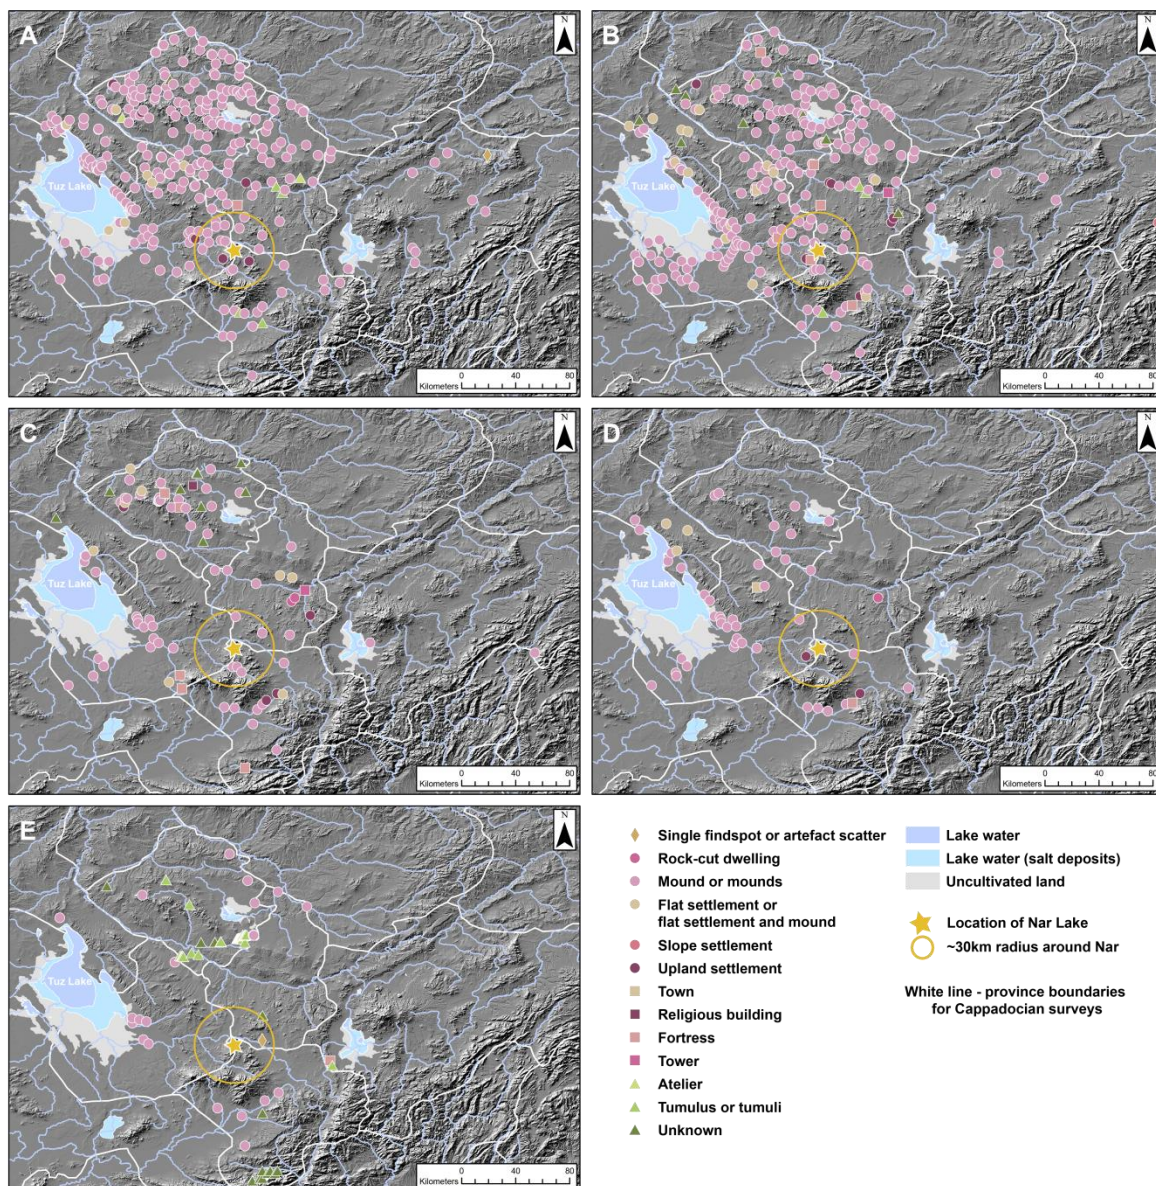 A
N
Tuz Lake
Kilometers
0 40 80
B
N
Tuz Lake
Kilometers
0 40 80
C
N
Tuz Lake
Kilometers
0 40 80
D
N
Tuz Lake
Kilometers
0 40 80
E
N
Tuz Lake
Kilometers
0 40 80
Single findspot or artefact scatter
Rock-cut dwelling
Mound or mounds
Flat settlement or
flat settlement and mound
Slope settlement
Upland settlement
Town
Religious building
Fortress
Tower
Atelier
Tumulus or tumuli
Unknown
Lake water
Lake water (salt deposits)
Uncultivated land
Location of Nar Lake
~30km radius around Nar
White line - province boundaries
for Cappadocian surveys